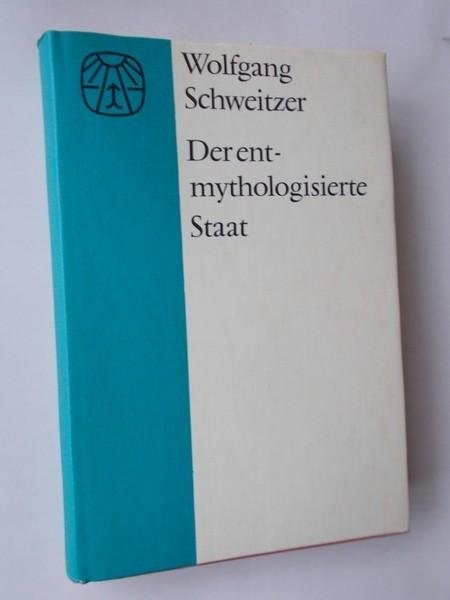 Wolfgang
Schweitzer
Der ent-
mythologisierte
Staat